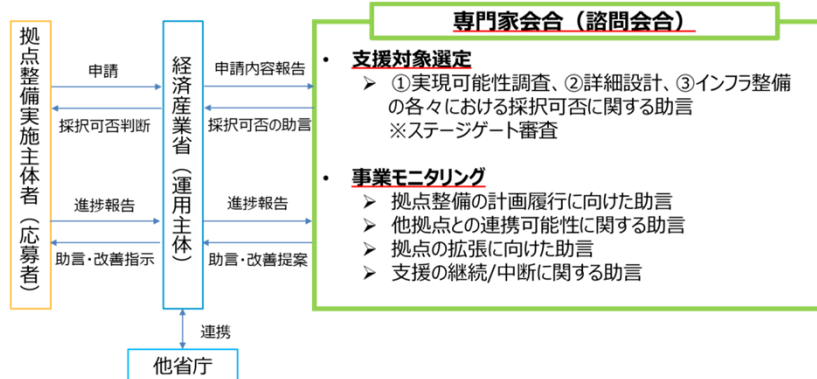 専門家会合（諮問会合）
拠点整備実施主体者（応募者）
申請
採択可否判断
進捗報告
助言・改善指示
経済産業省（運用主体）
申請内容報告
採択可否の助言
進捗報告
助言・改善提案
連携
他省庁
• 支援対象選定
➢ ①実現可能性調査、②詳細設計、③インフラ整備
の各々における採択可否に関する助言
※ステージゲート審査
• 事業モニタリング
➢ 拠点整備の計画履行に向けた助言
➢ 他拠点との連携可能性に関する助言
➢ 拠点の拡張に向けた助言
➢ 支援の継続/中断に関する助言